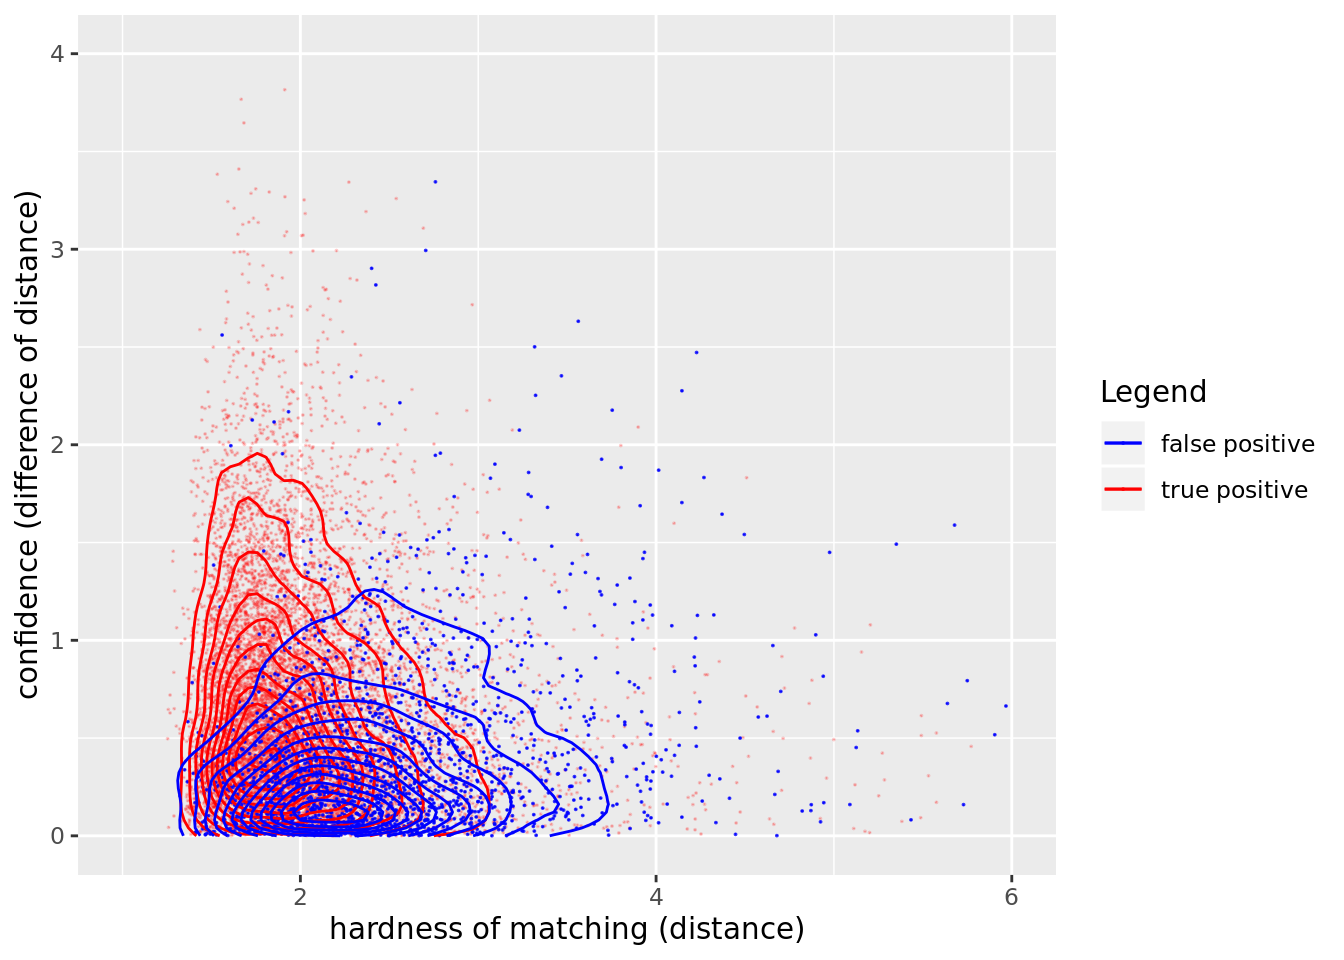 4
3
2
1
0
confidence (difference of distance)
2
4
6
hardness of matching (distance)
Legend
false positive
true positive